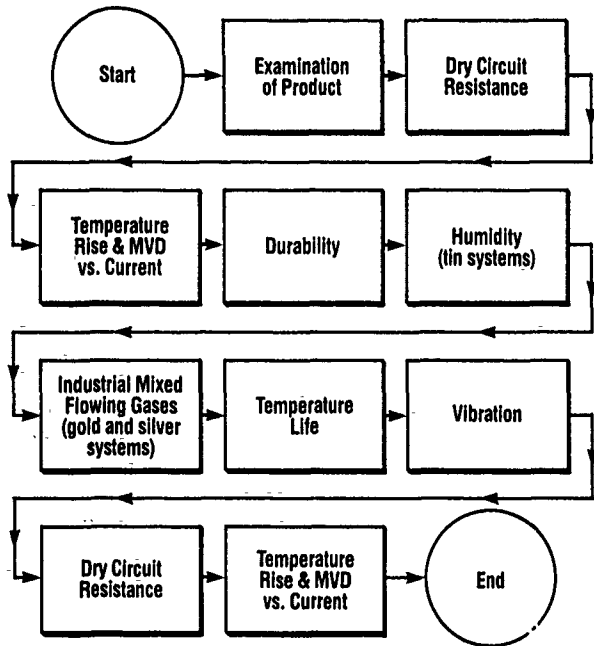 Start
Examination
of Product
Dry Circuit
Resistance
Temperature
Rise & MVD
vs. Current
Durability
Humidity
(tin systems)
Industrial Mixed
Flowing Gases
(gold and silver
systems)
Temperature
Life
Vibration
Dry Circuit
Resistance
Temperature
Rise & MVD
vs. Current
End